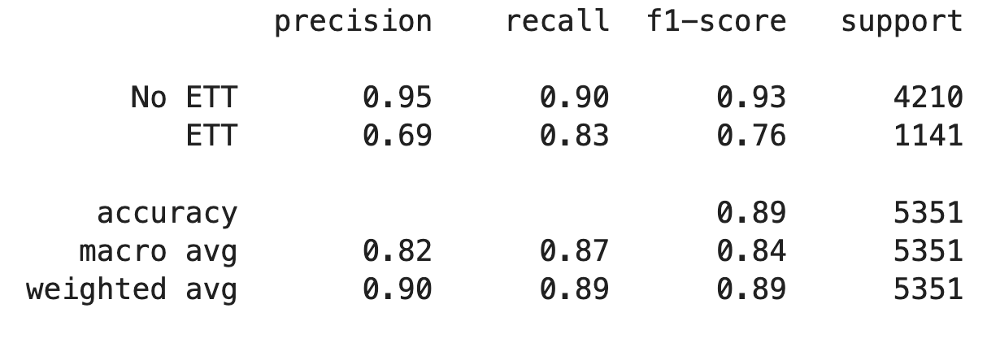 precision recall f1-score support
No ETT 0.95 0.90 0.93 4210
ETT 0.69 0.83 0.76 1141
accuracy 0.89 5351
macro avg 0.82 0.87 0.84 5351
weighted avg 0.90 0.89 0.89 5351